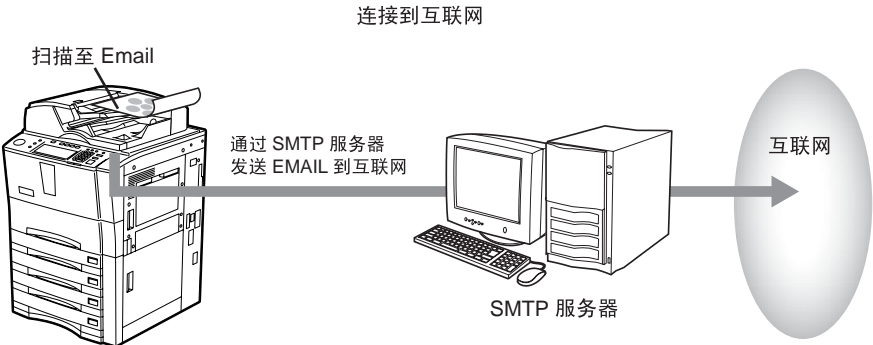 连接到互联网
扫描至 Email
通过 SMTP 服务器
发送 EMAIL 到互联网
互联网
SMTP 服务器